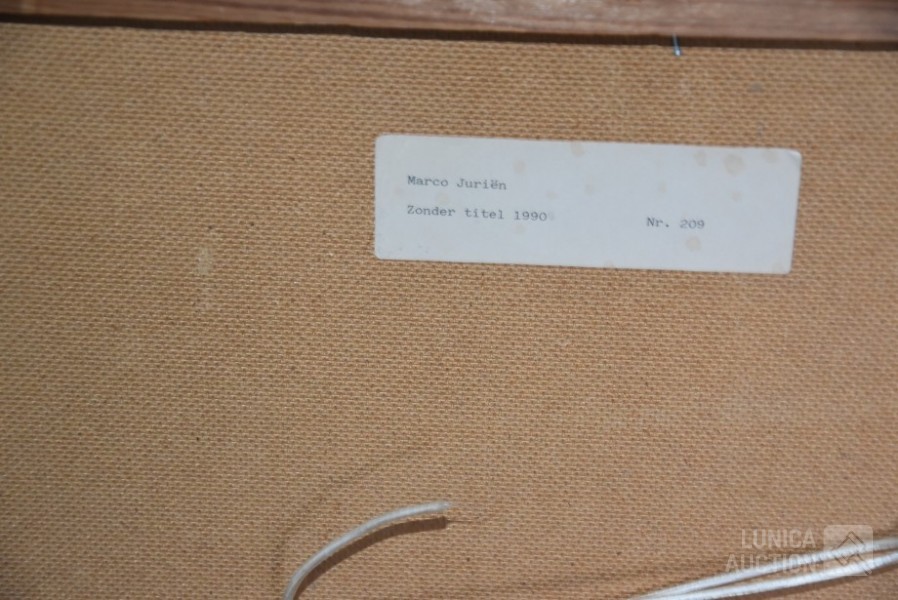 Marco Juriën
Zonder titel 1990
Nr. 209
LUNICA
AUCTION